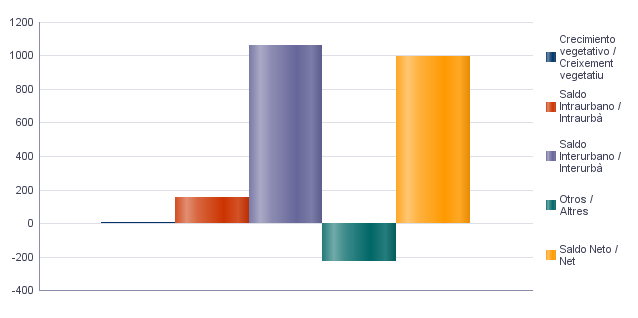 1200
1000
800
600
400
200
0
-200
-400
Crecimiento
vegetativo /
Creixement
vegetatiu
Saldo
Intraurbano /
Intraurbà
Saldo
Interurbano /
Interurbà
Otros /
Altres
Saldo Neto /
Net